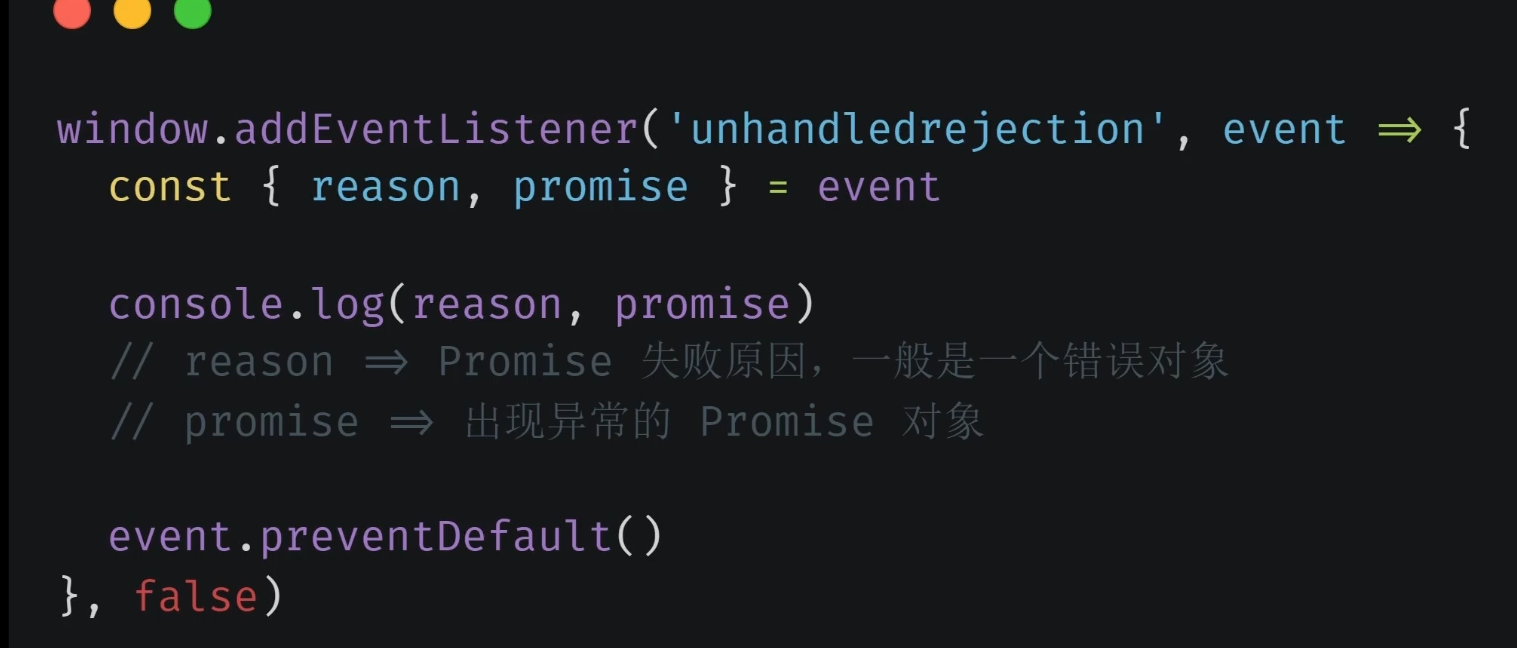 window.addEventListener('unhandledrejection', event => {
  const { reason, promise } = event
  console.log(reason, promise)
  // reason => Promise 失败原因，一般是一个错误对象
  // promise => 出现异常的 Promise 对象
  event.preventDefault()
}, false)